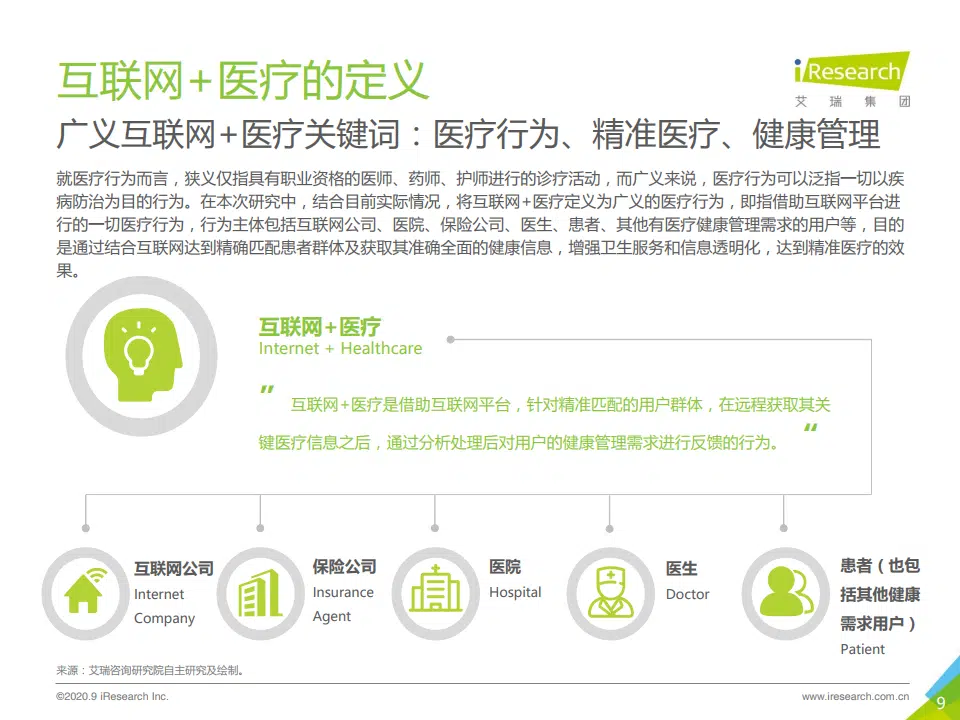 互联网+医疗的定义
iResearch
艾瑞集团
广义互联网+医疗关键词：医疗行为、精准医疗、健康管理
就医疗行为而言，狭义仅指具有职业资格的医师、药师、护师进行的诊疗活动，而广义来说，医疗行为可以泛指一切以疾
病防治为目的行为。在本次研究中，结合目前实际情况，将互联网+医疗定义为广义的医疗行为，即指借助互联网平台进
行的一切医疗行为，行为主体包括互联网公司、医院、保险公司、医生、患者、其他有医疗健康管理需求的用户等，目的
是通过结合互联网达到精确匹配患者群体及获取其准确全面的健康信息，增强卫生服务和信息透明化，达到精准医疗的效
果。
互联网+医疗
Internet + Healthcare
" 互联网+医疗是借助互联网平台，针对精准匹配的用户群体，在远程获取其关
键医疗信息之后，通过分析处理后对用户的健康管理需求进行反馈的行为。 "
互联网公司
Internet
Company
保险公司
Insurance
Agent
医院
Hospital
医生
Doctor
患者（也包
括其他健康
需求用户）
Patient
来源：艾瑞咨询研究院自主研究及绘制。
©2020.9 iResearch Inc.
www.iresearch.com.cn
9